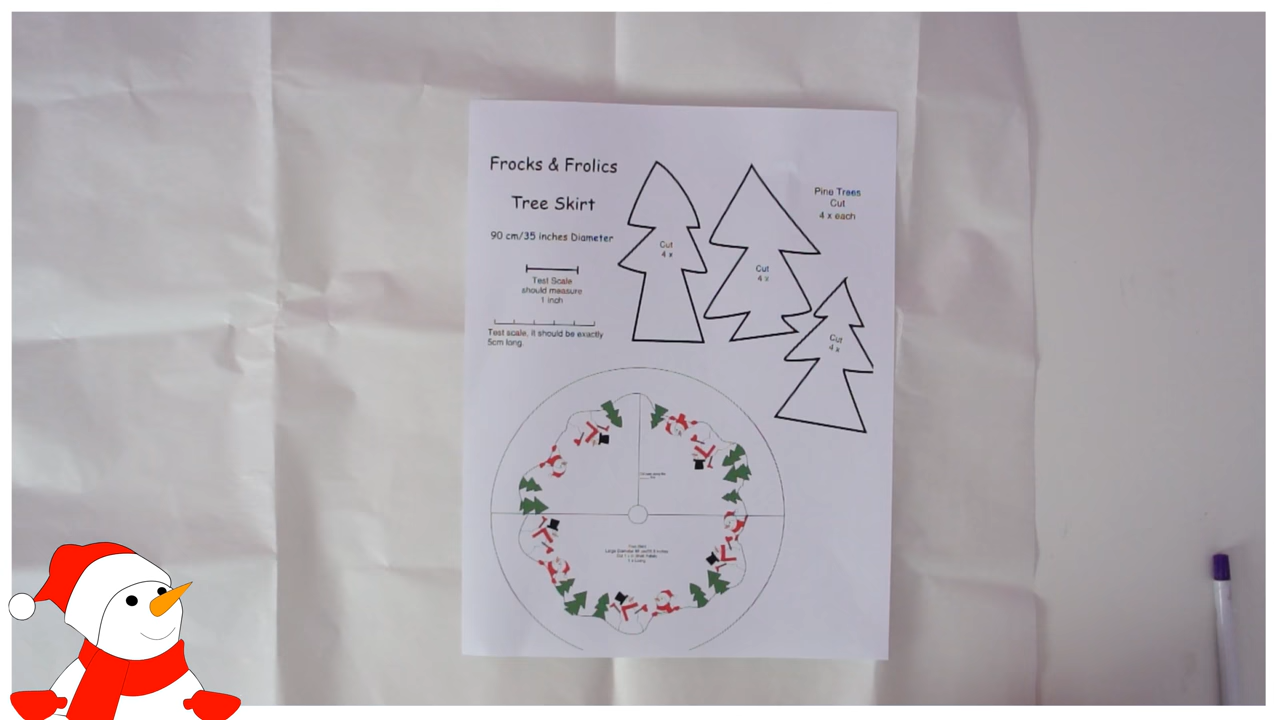 Frocks & Frolics
Tree Skirt
90 cm/35 inches Diameter
Test Scale
should measure
1 inch
Test scale, it should be exactly
5cm long.
Cut
4 x
Cut
4 x
Cut
4 x
Pine Trees
Cut
4 x each